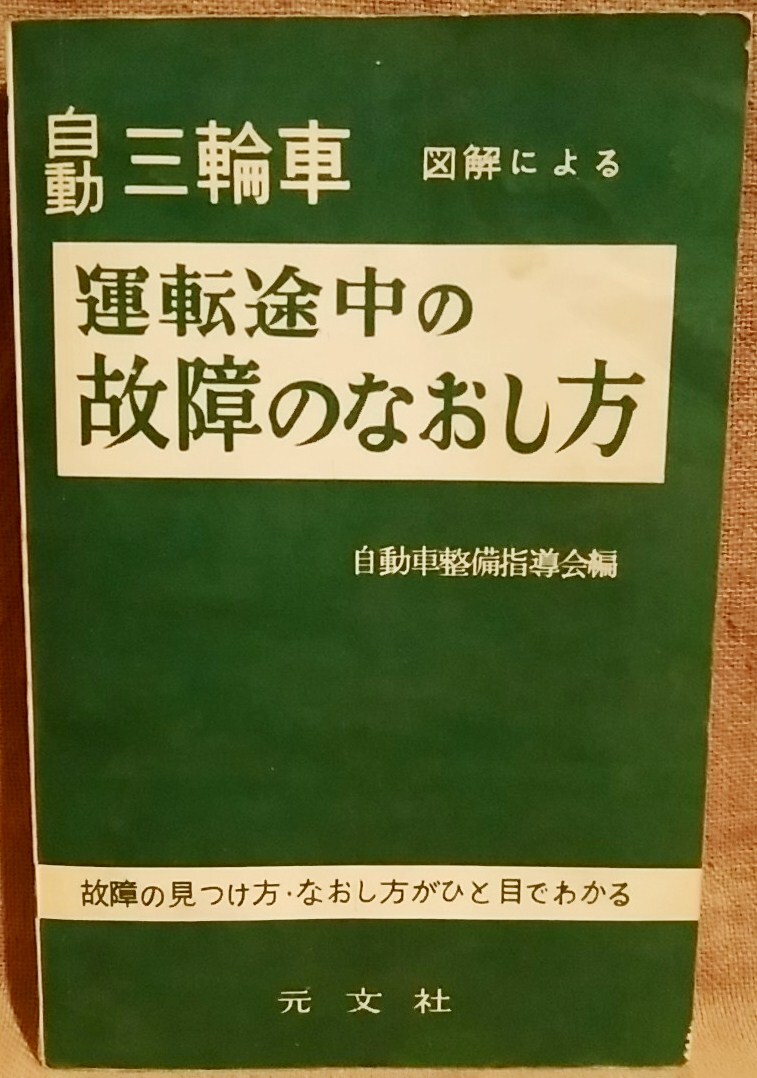 自動三輪車 図解による
運転途中の
故障のなおし方
自動車整備指導会編
故障の見つけ方・なおし方がひと目でわかる
元文社